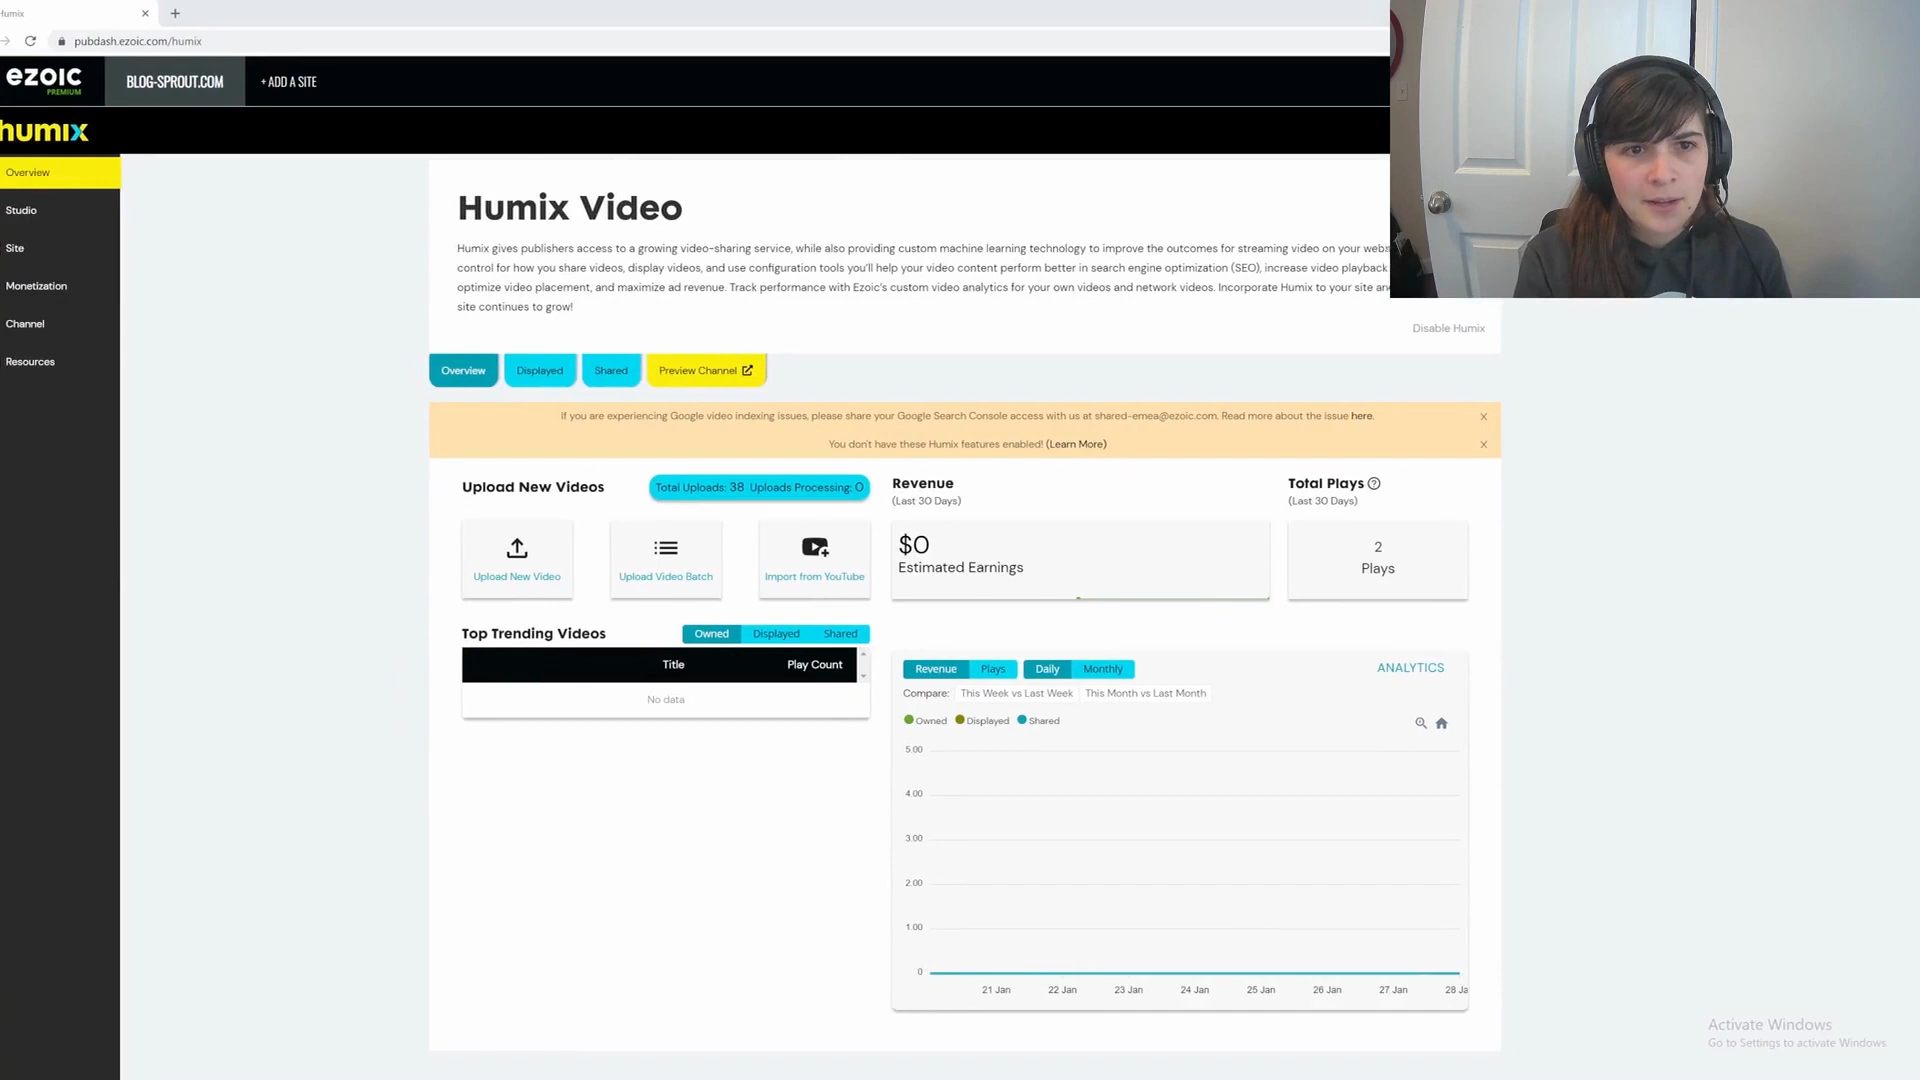 Humix
pubdash.ezoic.com/humix
ezoic
PREMIUM
BLOG-SPROUT.COM
+ ADD A SITE
humix
Overview
Studio
Site
Monetization
Channel
Resources
Humix Video
Humix gives publishers access to a growing video-sharing service, while also providing custom machine learning technology to improve the outcomes for streaming video on your
control for how you share videos, display videos, and use configuration tools you'll help your video content perform better in search engine optimization (SEO), increase video playback
optimize video placement, and maximize ad revenue. Track performance with Ezoic's custom video analytics for your own videos and network videos. Incorporate Humix to your site
site continues to grow!
Disable Humix
Overview
Displayed
Shared
Preview Channel
If you are experiencing Google video indexing issues, please share your Google Search Console access with us at shared-emea@ezoic.com. Read more about the issue here.
You don't have these Humix features enabled! (Learn More)
Upload New Videos
Total Uploads: 38 Uploads Processing: 0
Upload New Video
Upload Video Batch
Import from YouTube
Revenue
(Last 30 Days)
$0
Estimated Earnings
Total Plays
(Last 30 Days)
2
Plays
Top Trending Videos
Owned
Displayed
Shared
Title
Play Count
No data
Revenue
Plays
Daily
Monthly
ANALYTICS
Compare:
This Week vs Last Week
This Month vs Last Month
Owned
Displayed
Shared
5.00
4.00
3.00
2.00
1.00
0
21 Jan
22 Jan
23 Jan
24 Jan
25 Jan
26 Jan
27 Jan
28 Ja
Activate Windows
Go to Settings to activate Windows